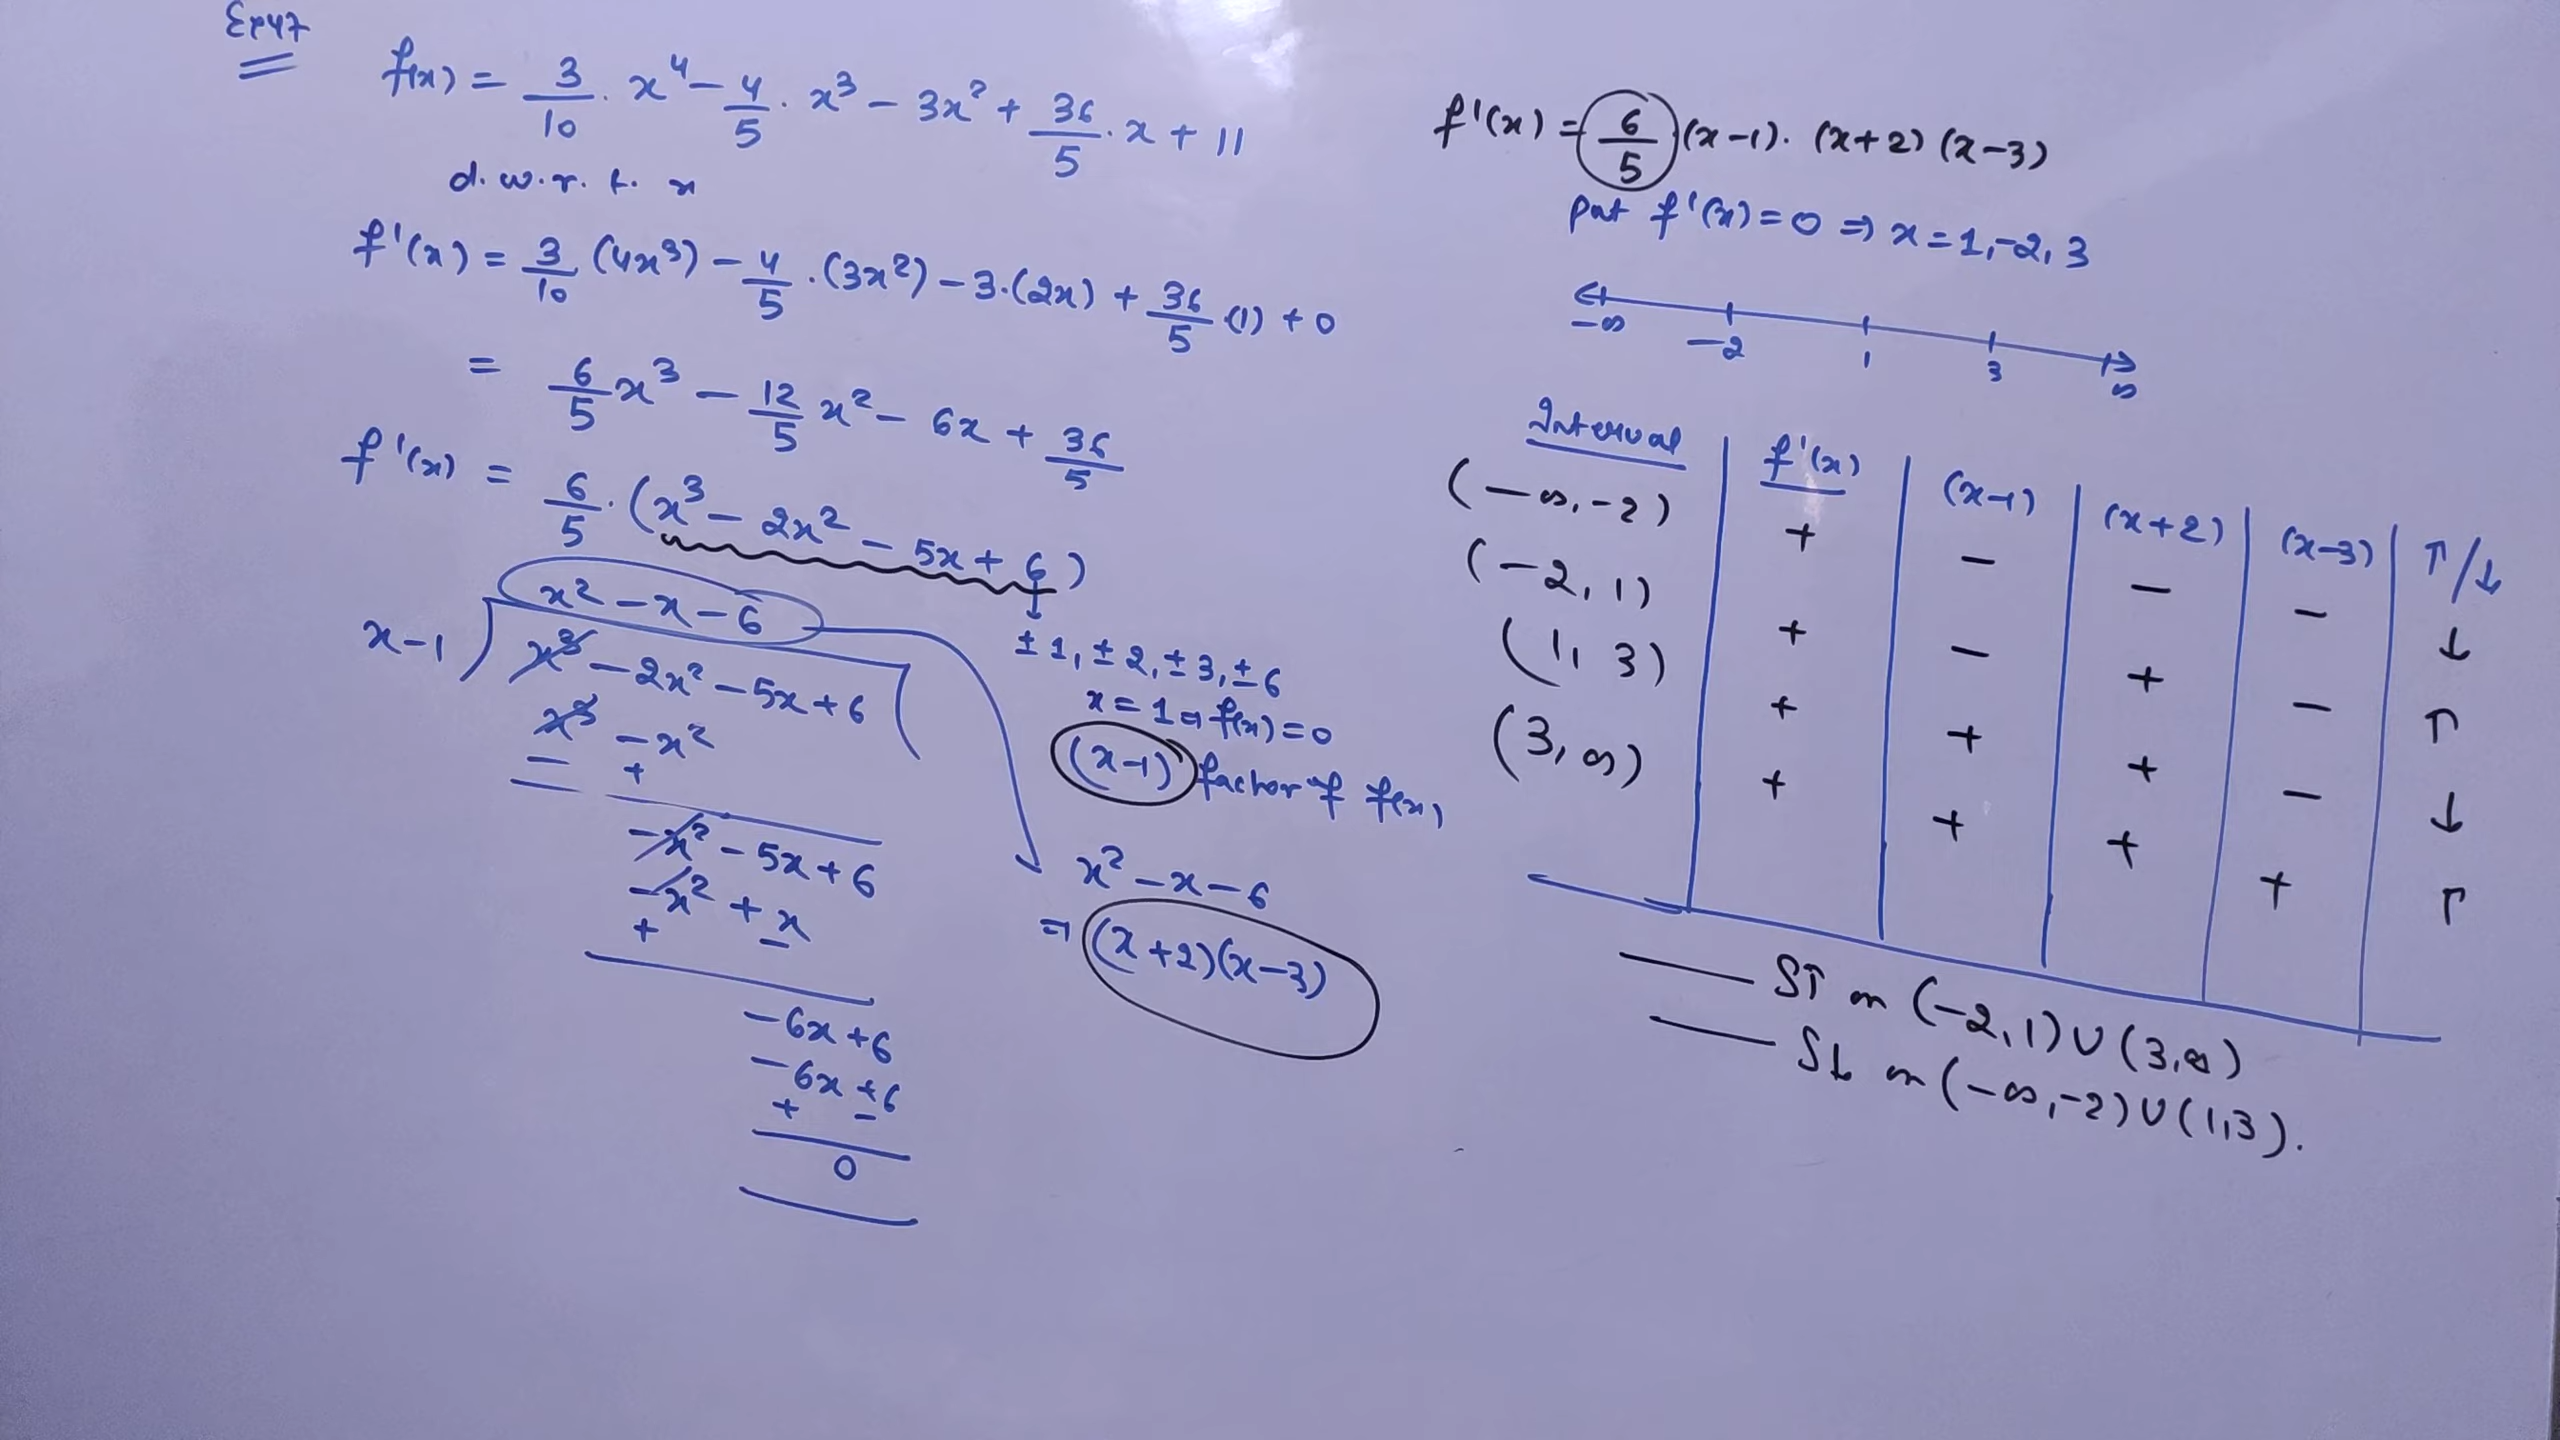 Exp47
f(x) = 3/10 . x⁴ – 4/5 . x³ – 3x² + 36/5 . x + 11
d. w. r. t. x
f'(x) = 3/10 (4x³) – 4/5 . (3x²) – 3.(2x) + 36/5 .(1) + 0
= 6/5 x³ – 12/5 x² – 6x + 36/5
f'(x) = 6/5 . (x³ – 2x² – 5x + 6)
± 1, ± 2, ± 3, ± 6
x = 1 ⇒ f(x) = 0
(x–1) factor of f(x)
x² – x – 6
x–1 ) x³ – 2x² – 5x + 6 (
x³ – x²
– +
–x² – 5x + 6
–x² + x
+ –
–6x + 6
–6x + 6
+ –
0
x² – x – 6
⇒ (x + 2)(x – 3)
f'(x) = 6/5 (x–1). (x+2) (x–3)
put f'(x) = 0 ⇒ x = 1, –2, 3
–∞ –2 1 3 ∞
Interval f'(x) (x–1) (x+2) (x–3) ↑/↓
(–∞, –2) + – – – ↓
(–2, 1) + – + – ↑
(1, 3) + + + – ↓
(3, ∞) + + + + ↑
— S↑ on (–2, 1) ∪ (3, ∞)
— S↓ on (–∞, –2) ∪ (1, 3).